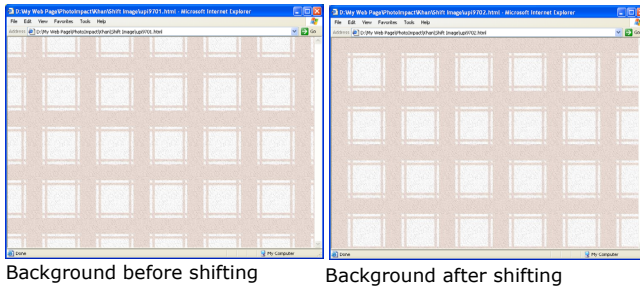 D:\My Web Page\PhotoImpact\Khan\Shift Image\upi9701.html - Microsoft Internet Explorer
File Edit View Favorites Tools Help
Address D:\My Web Page\PhotoImpact\Khan\Shift Image\upi9701.html Go
Done My Computer
Background before shifting
D:\My Web Page\PhotoImpact\Khan\Shift Image\upi9702.html - Microsoft Internet Explorer
File Edit View Favorites Tools Help
Address D:\My Web Page\PhotoImpact\Khan\Shift Image\upi9702.html Go
Done My Computer
Background after shifting